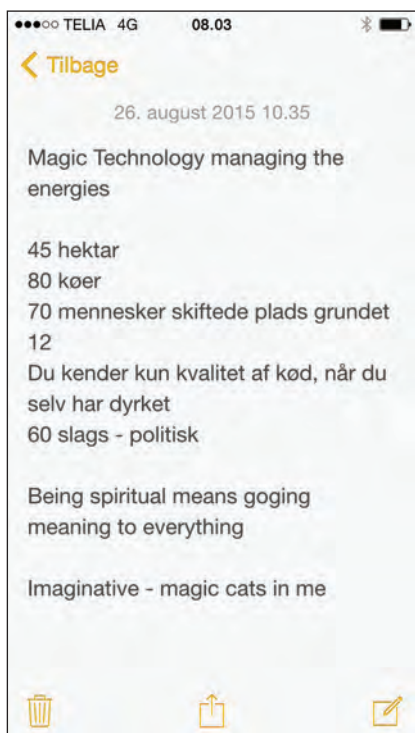 TELIA 4G 08.03
Tilbage
26. august 2015 10.35
Magic Technology managing the
energies
45 hektar
80 køer
70 mennesker skiftede plads grundet
12
Du kender kun kvalitet af kød, når du
selv har dyrket
60 slags - politisk
Being spiritual means goging
meaning to everything
Imaginative - magic cats in me